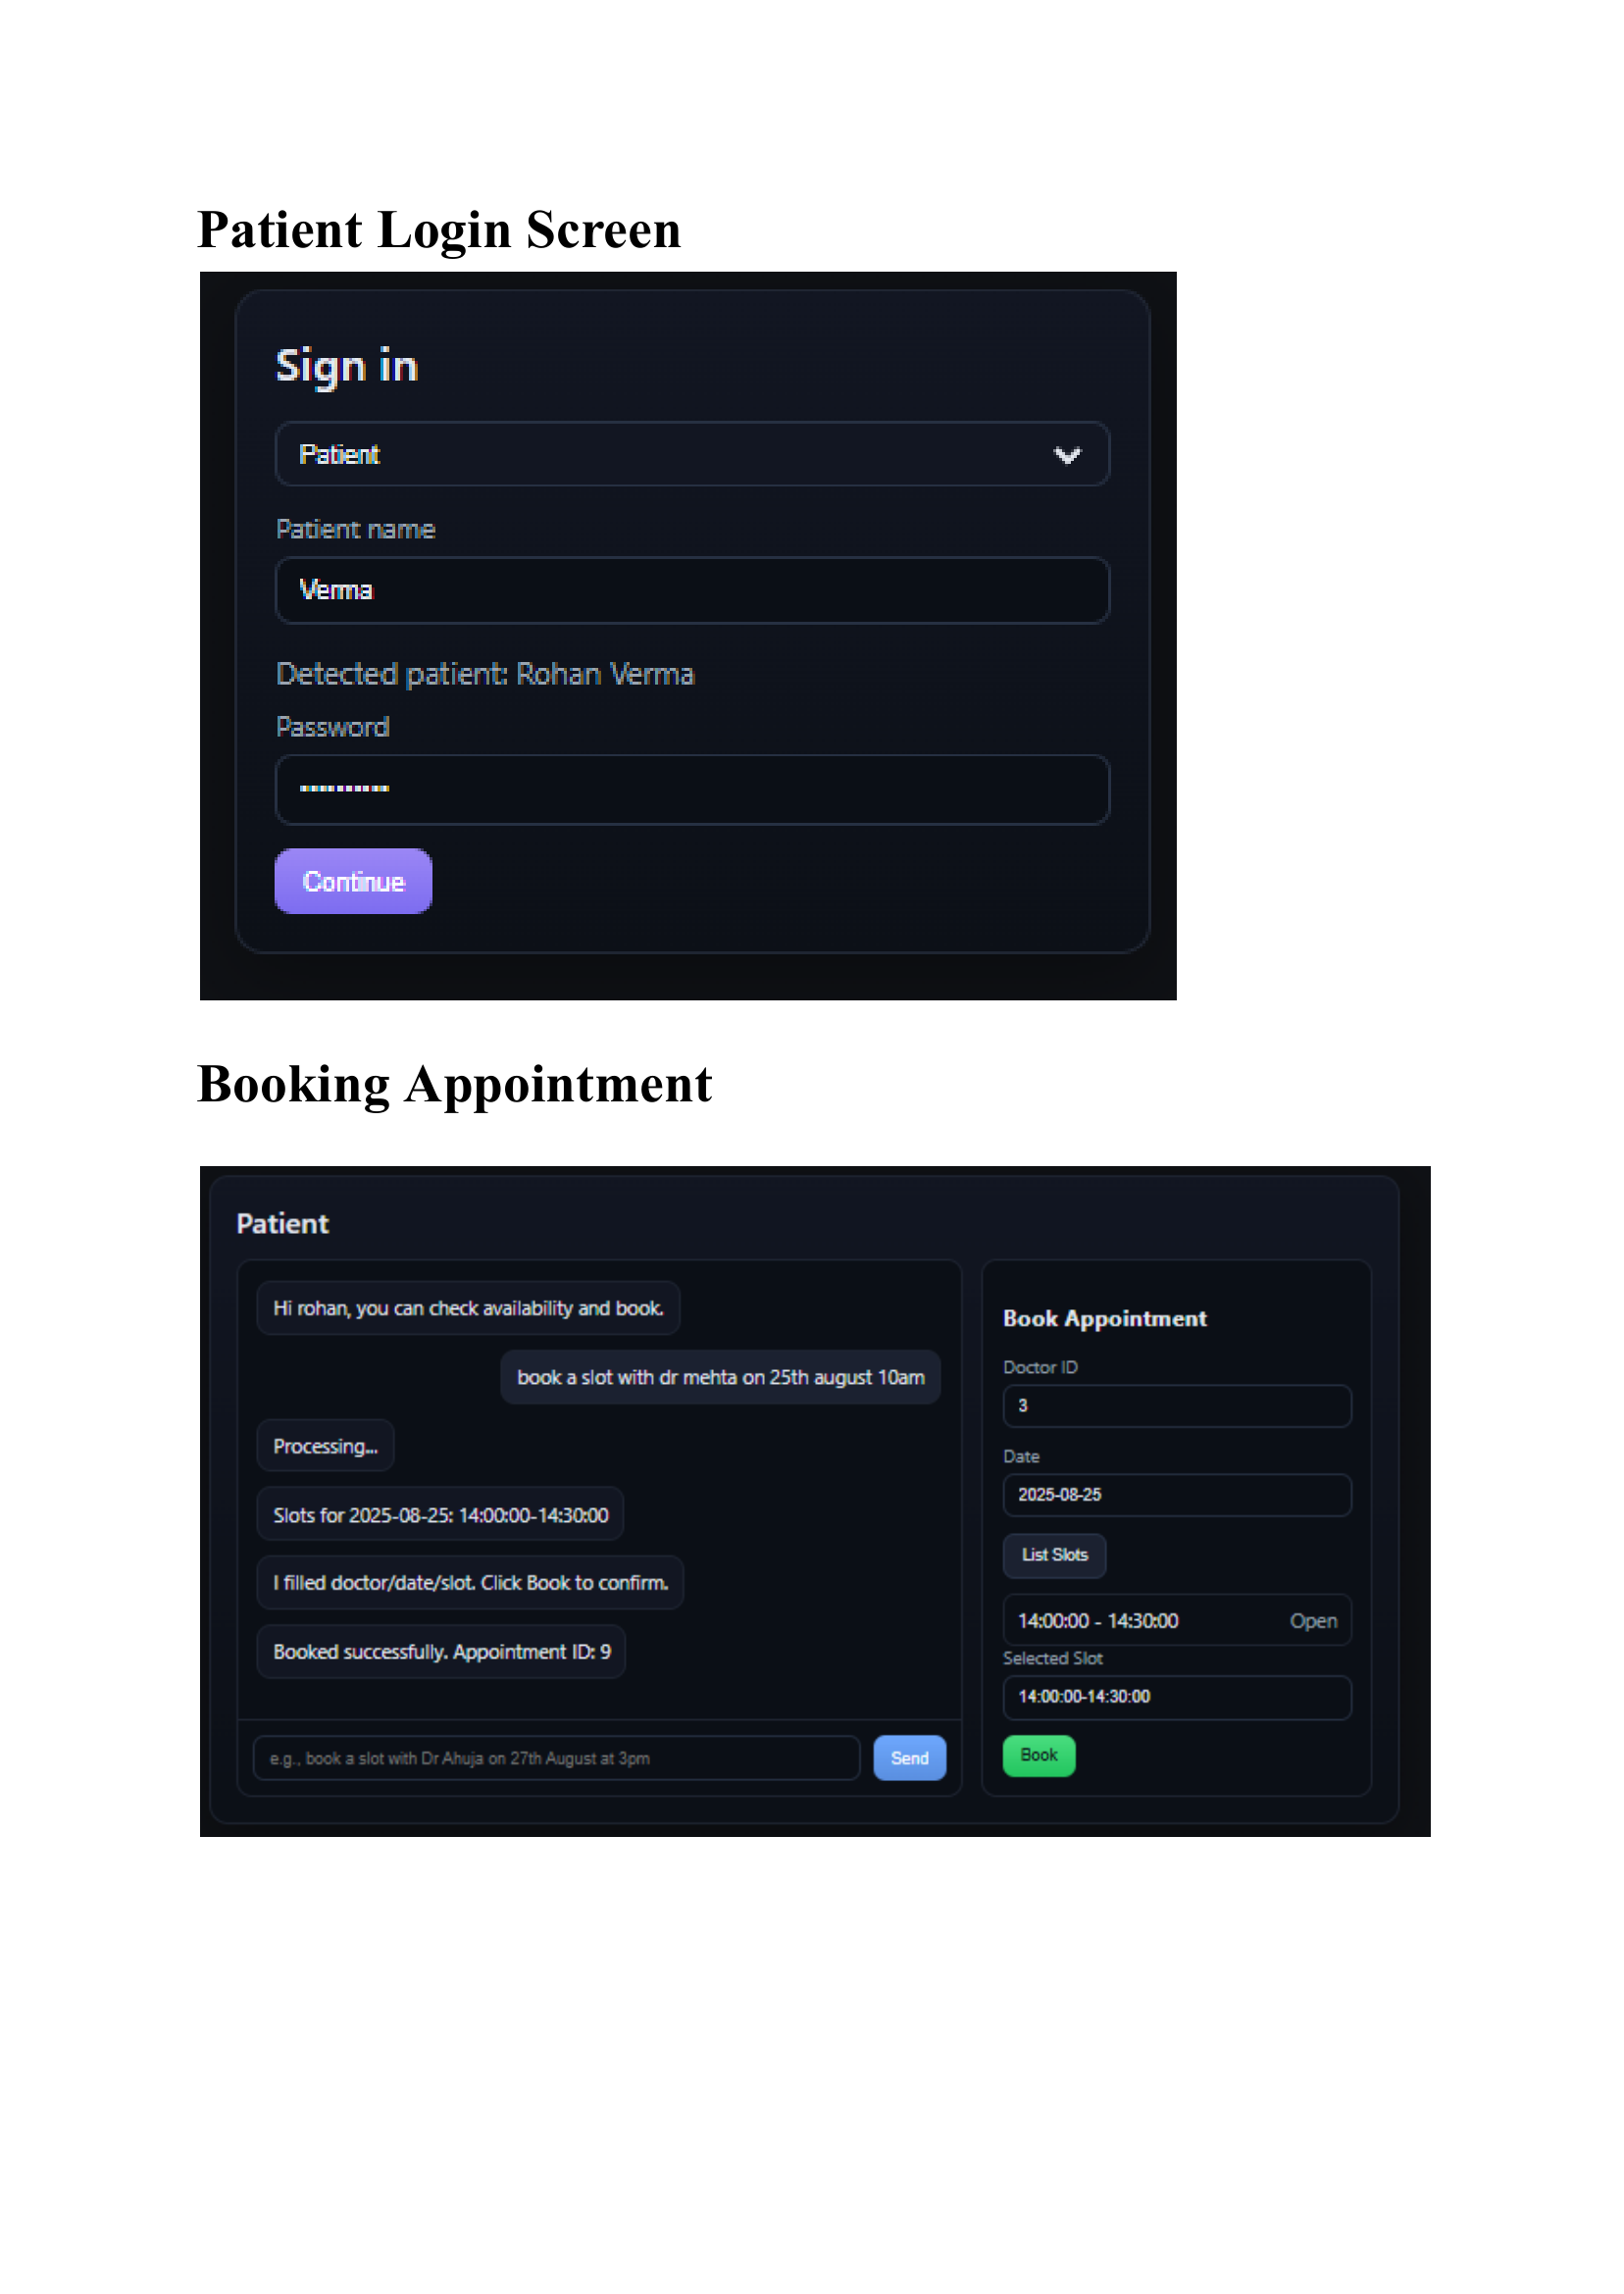 Patient Login Screen
Sign in
Patient
Patient name
Verma
Detected patient: Rohan Verma
Password
Continue
Booking Appointment
Patient
Hi rohan, you can check availability and book.
book a slot with dr mehta on 25th august 10am
Processing...
Slots for 2025-08-25: 14:00:00-14:30:00
I filled doctor/date/slot. Click Book to confirm.
Booked successfully. Appointment ID: 9
e.g., book a slot with Dr Ahuja on 27th August at 3pm
Send
Book Appointment
Doctor ID
3
Date
2025-08-25
List Slots
14:00:00 - 14:30:00 Open
Selected Slot
14:00:00-14:30:00
Book